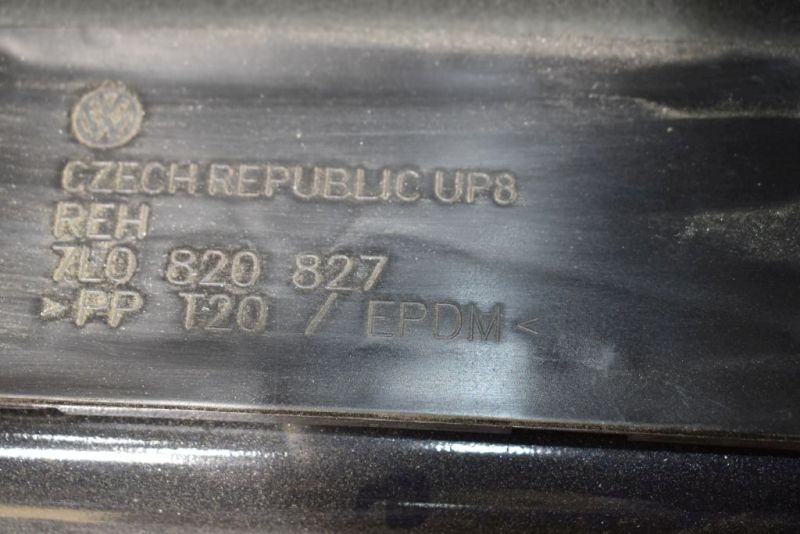 CZECH REPUBLIC UP8
REH
7L0 820 827
>PP T20 / EPDM<